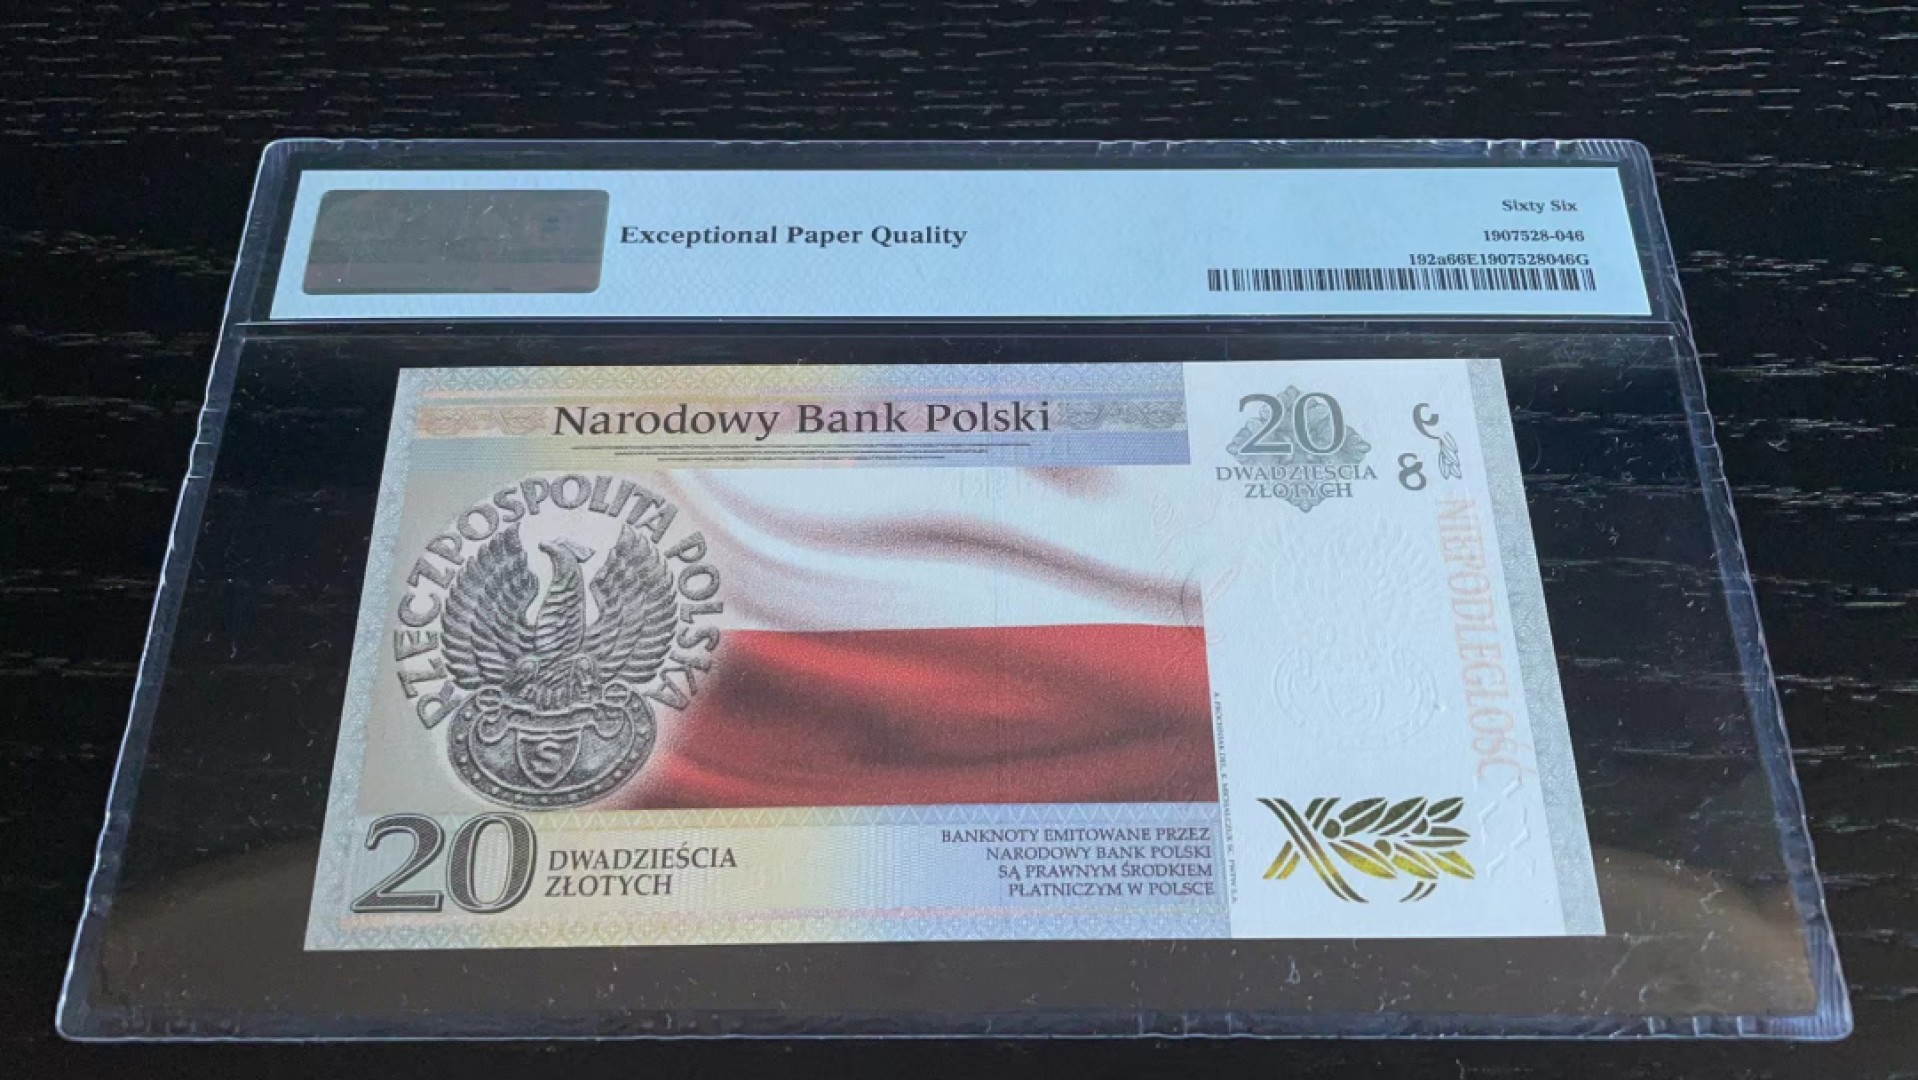 Exceptional Paper Quality
Sixty Six
1907528-046
192a66E1907528046G
Narodowy Bank Polski
20
DWADZIEŚCIA
ZŁOTYCH
RZECZPOSPOLITA POLSKA
S
NIEPODLEGŁOŚĆ
20
DWADZIEŚCIA
ZŁOTYCH
BANKNOTY EMITOWANE PRZEZ
NARODOWY BANK POLSKI
SĄ PRAWNYM ŚRODKIEM
PŁATNICZYM W POLSCE